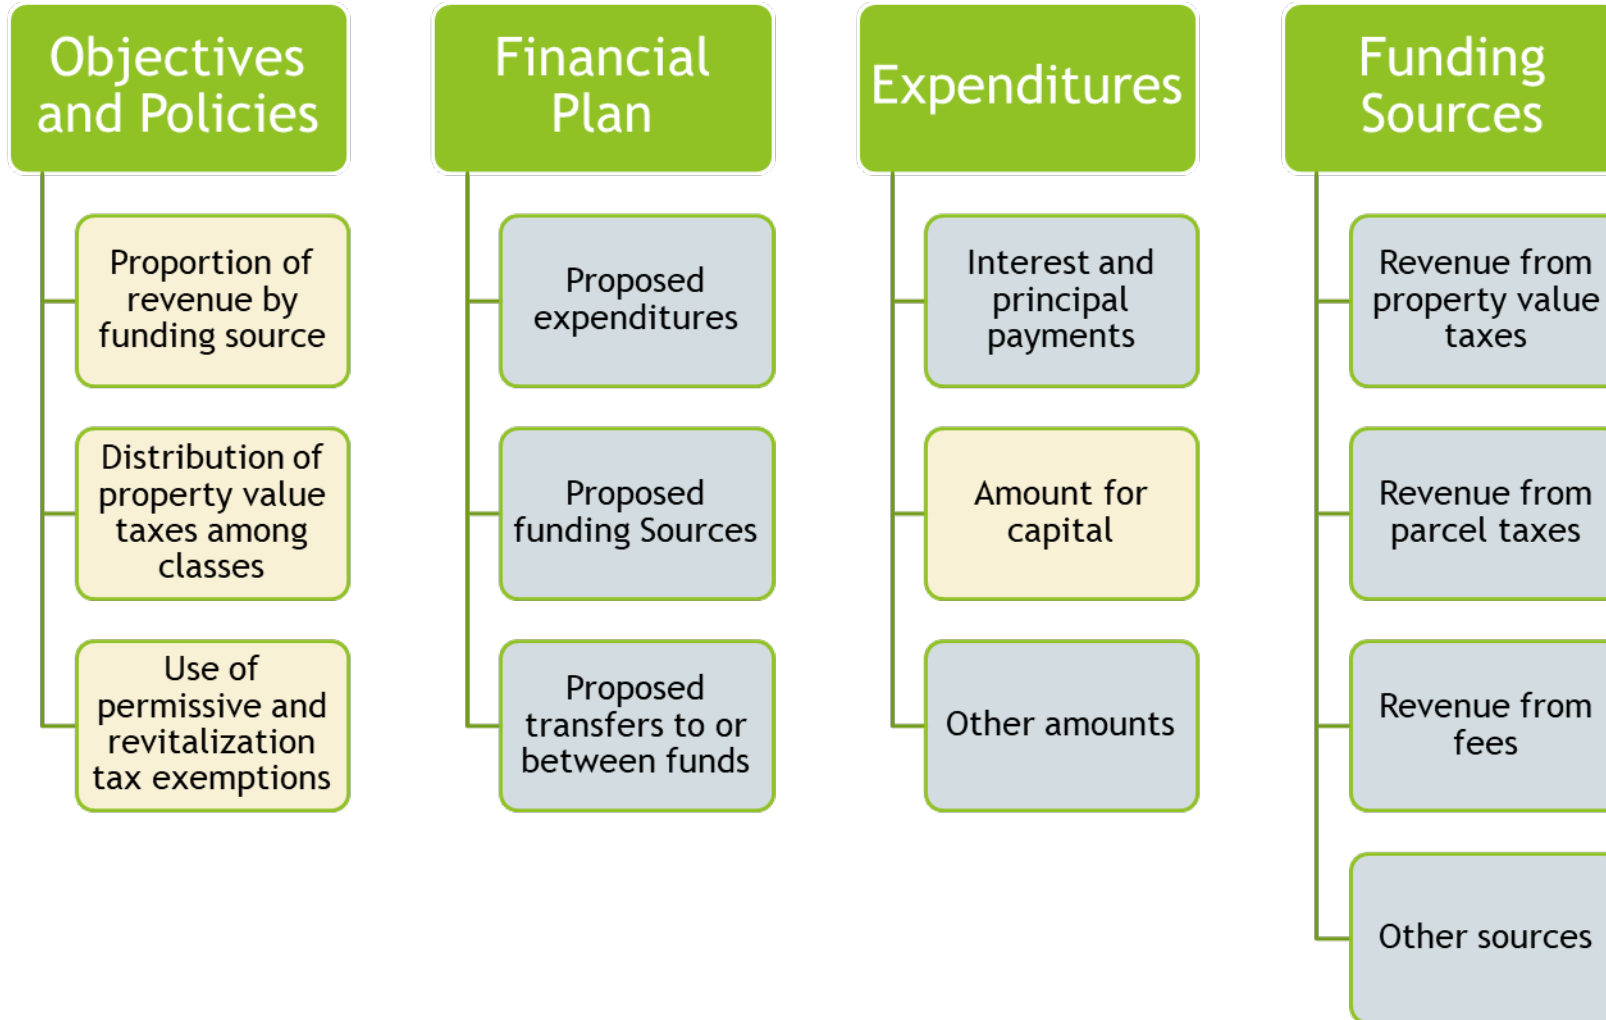 Objectives
and Policies
Proportion of
revenue by
funding source
Distribution of
property value
taxes among
classes
Use of
permissive and
revitalization
tax exemptions
Financial
Plan
Proposed
expenditures
Proposed
funding Sources
Proposed
transfers to or
between funds
Expenditures
Interest and
principal
payments
Amount for
capital
Other amounts
Funding
Sources
Revenue from
property value
taxes
Revenue from
parcel taxes
Revenue from
fees
Other sources